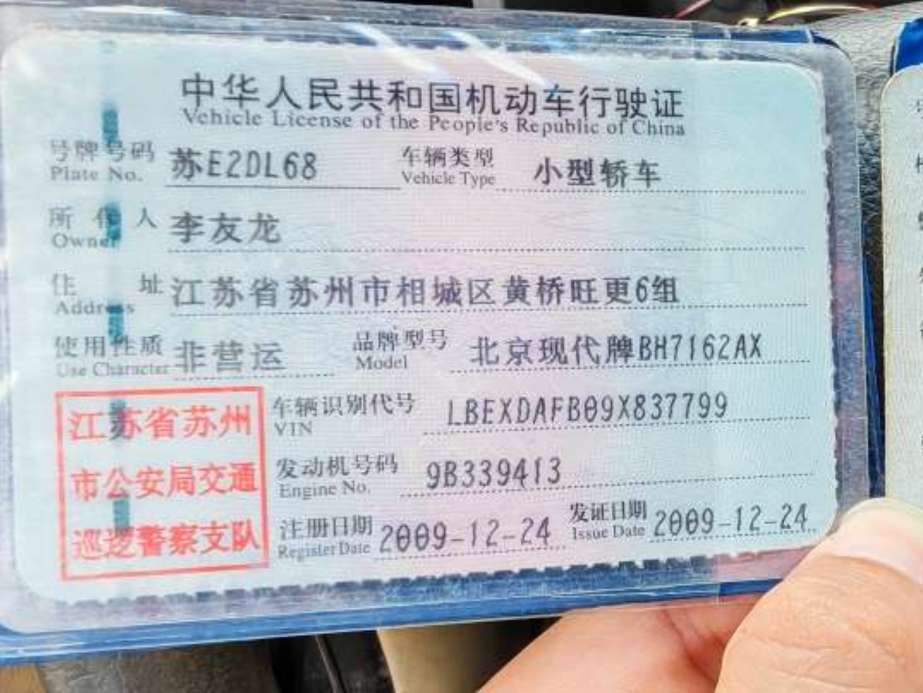 中华人民共和国机动车行驶证
Vehicle License of the People's Republic of China
号牌号码 苏E2DL68 车辆类型 小型轿车
Plate No. Vehicle Type
所有人 李友龙
Owner
住址 江苏省苏州市相城区黄桥旺更6组
Address
使用性质 非营运 品牌型号 北京现代牌BH7162AX
Use Character Model
江苏省苏州 车辆识别代号 LBEXDAFB09X837799
VIN
市公安局交通 发动机号码 9B339413
Engine No.
巡逻警察支队 注册日期 2009-12-24 发证日期 2009-12-24
Register Date Issue Date